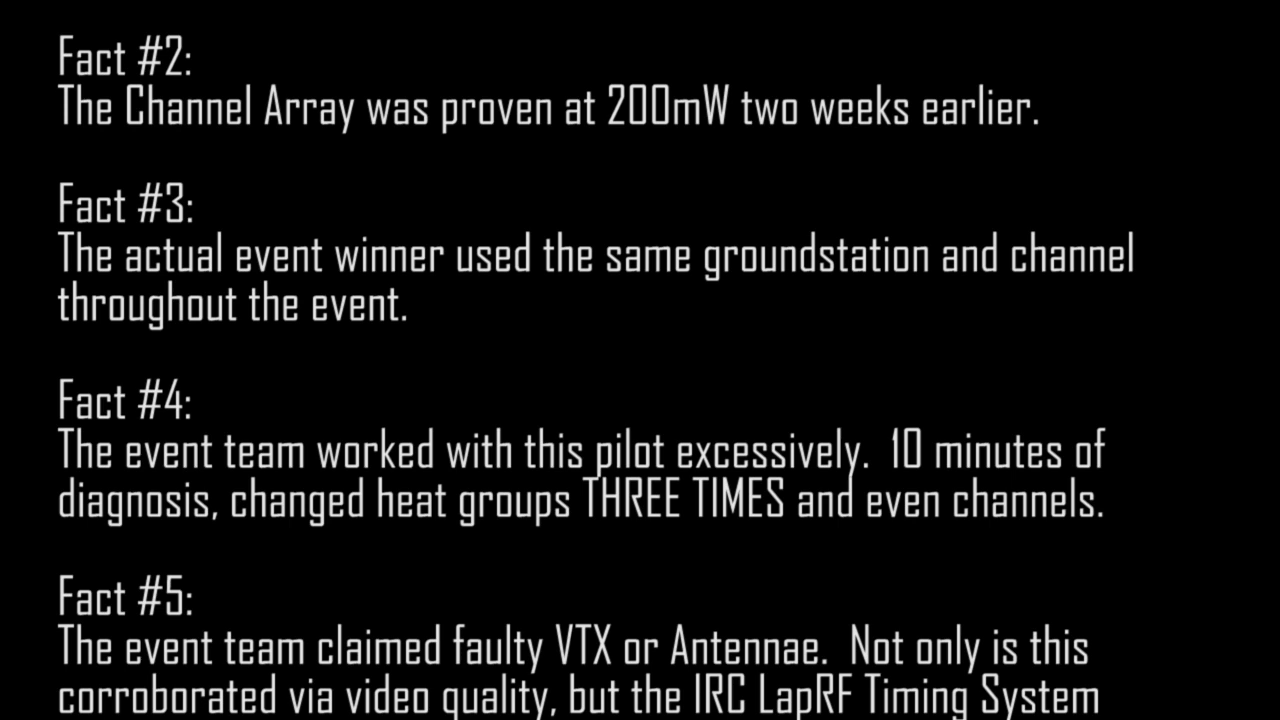 Fact #2:
The Channel Array was proven at 200mW two weeks earlier.
Fact #3:
The actual event winner used the same groundstation and channel
throughout the event.
Fact #4:
The event team worked with this pilot excessively.  10 minutes of
diagnosis, changed heat groups THREE TIMES and even channels.
Fact #5:
The event team claimed faulty VTX or Antennae.  Not only is this
corroborated via video quality, but the IRC LapRF Timing System